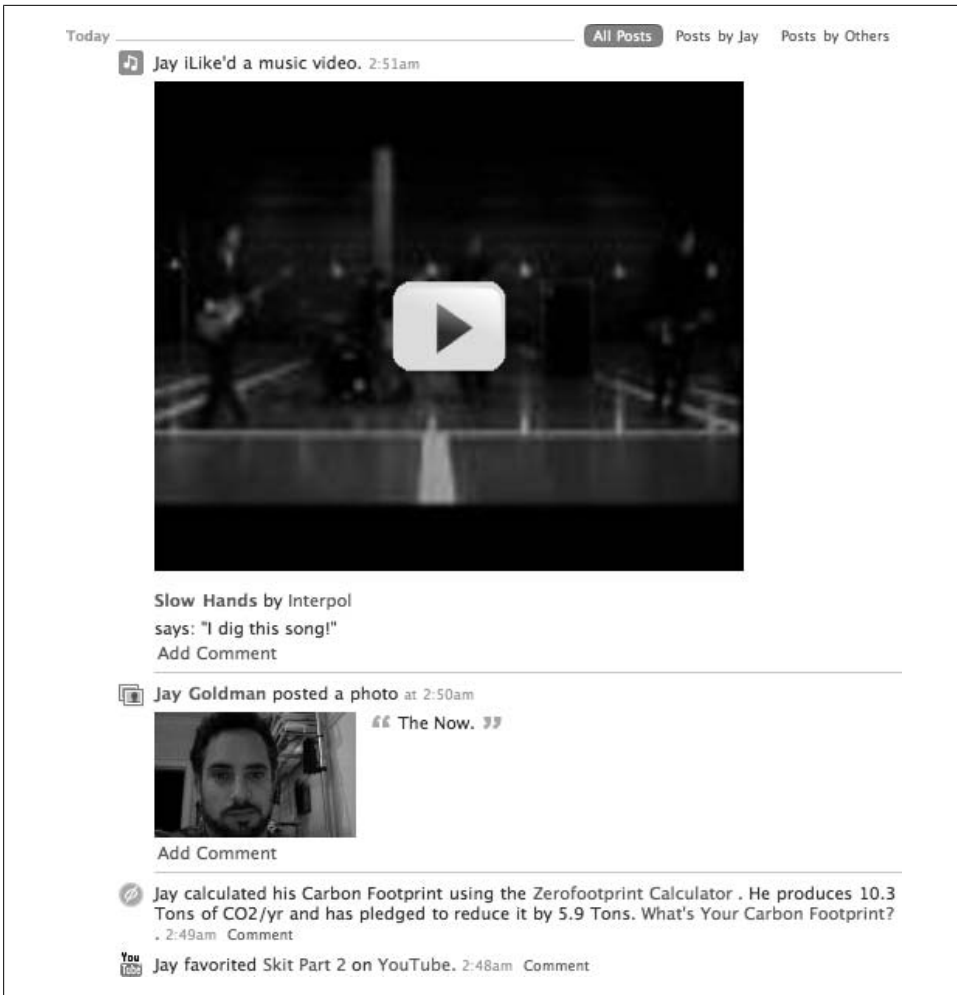 Today All Posts Posts by Jay Posts by Others
Jay iLike'd a music video. 2:51am
Slow Hands by Interpol
says: "I dig this song!"
Add Comment
Jay Goldman posted a photo at 2:50am
“ The Now. ”
Add Comment
Jay calculated his Carbon Footprint using the Zerofootprint Calculator . He produces 10.3
Tons of CO2/yr and has pledged to reduce it by 5.9 Tons. What's Your Carbon Footprint?
. 2:49am Comment
You
Tube
Jay favorited Skit Part 2 on YouTube. 2:48am Comment